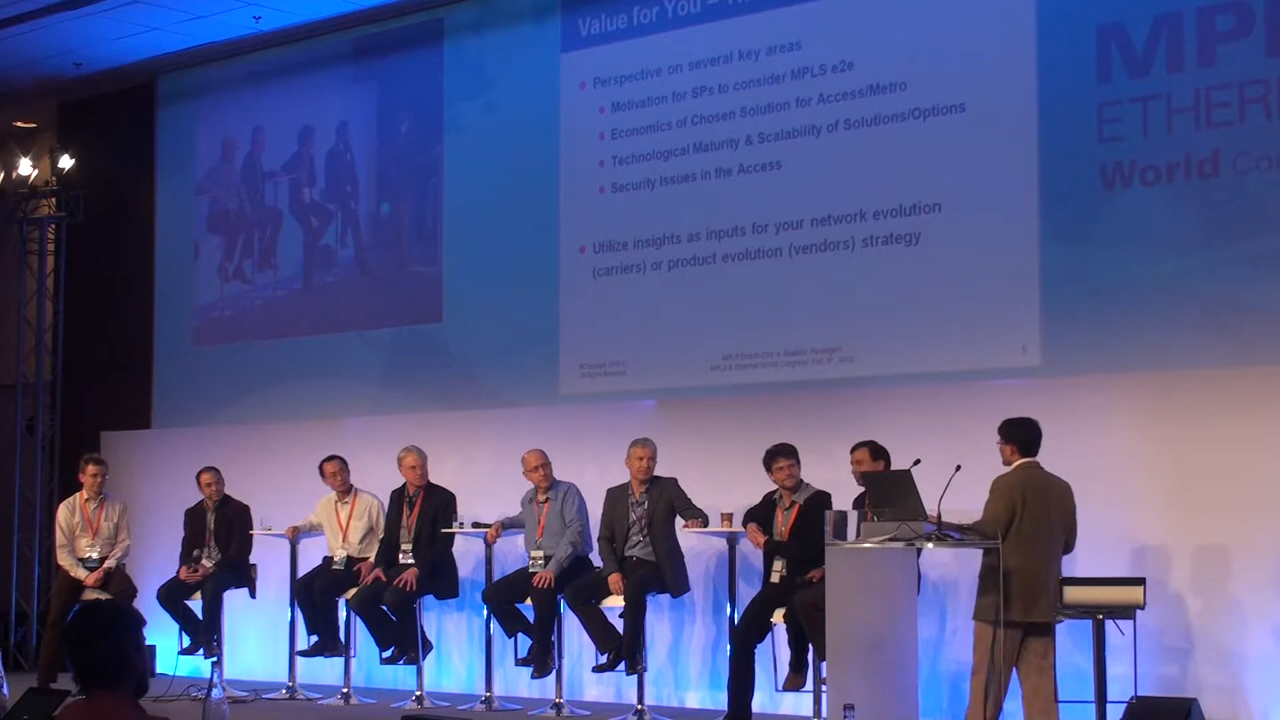 Value for You –
Perspective on several key areas
Motivation for SPs to consider MPLS e2e
Economics of Chosen Solution for Access/Metro
Technological Maturity & Scalability of Solutions/Options
Security Issues in the Access
Utilize insights as inputs for your network evolution
(carriers) or product evolution (vendors) strategy
MP
ETHER
World Co